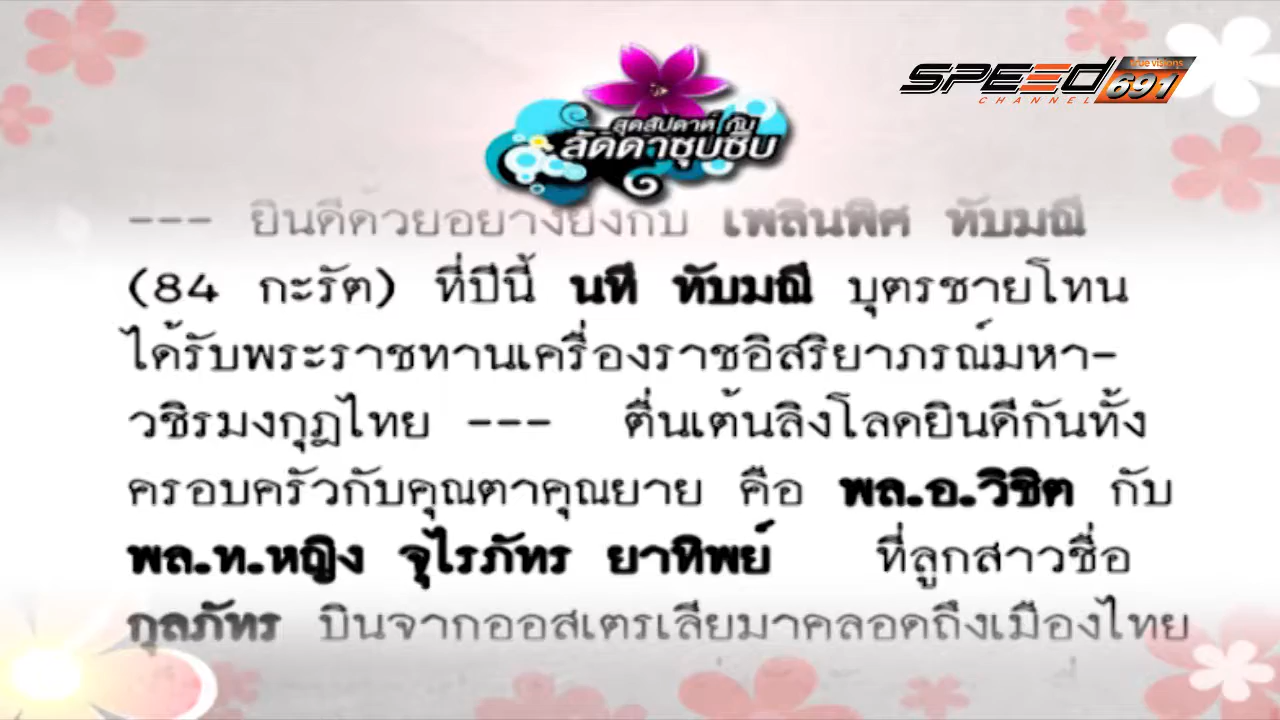 true visions
SPEED 691
CHANNEL
สุดสัปดาห์ กับ
ลัดดาซุบซิบ
--- ยินดีด้วยอย่างยิ่งกับ เพลินพิศ ทับมณี
(84 กะรัต) ที่ปีนี้ นที ทับมณี บุตรชายโทน
ได้รับพระราชทานเครื่องราชอิสริยาภรณ์มหา-
วชิรมงกุฎไทย --- ตื่นเต้นลิงโลดยินดีกันทั้ง
ครอบครัวกับคุณตาคุณยาย คือ พล.อ.วิชิต กับ
พล.ท.หญิง จุไรภัทร ยาทิพย์ ที่ลูกสาวชื่อ
กุลภัทร บินจากออสเตรเลียมาคลอดถึงเมืองไทย